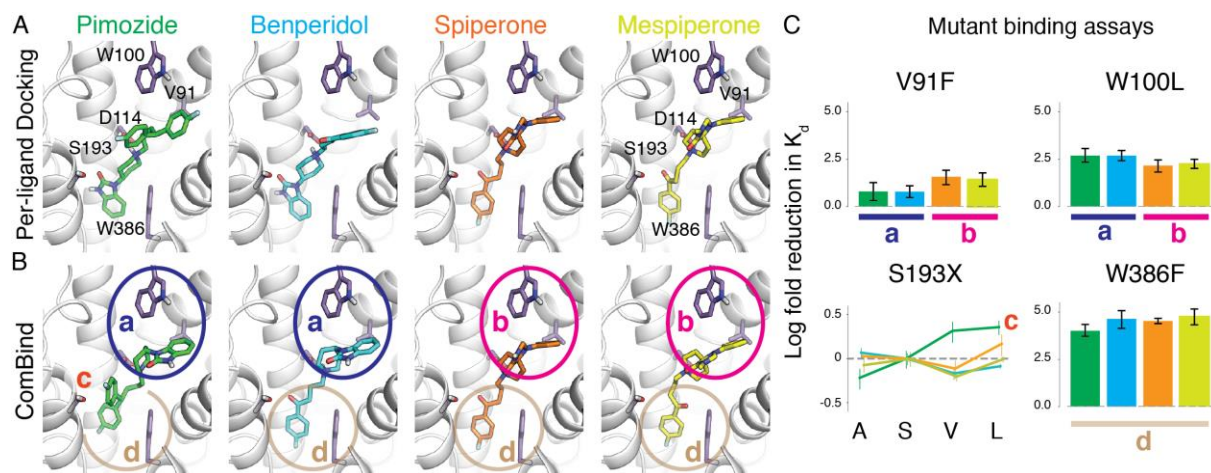 A
Pimozide
Benperidol
Spiperone
Mespiperone
C
Mutant binding assays
Per-ligand Docking
W100
V91
D114
S193
W386
W100
V91
D114
S193
W386
B
ComBind
a
c
d
a
d
b
d
b
d
Log fold reduction in Kd
V91F
5.0
2.5
0.0
a
b
W100L
5.0
2.5
0.0
a
b
S193X
0.5
0
-0.5
c
A S V L
W386F
5.0
2.5
0.0
d